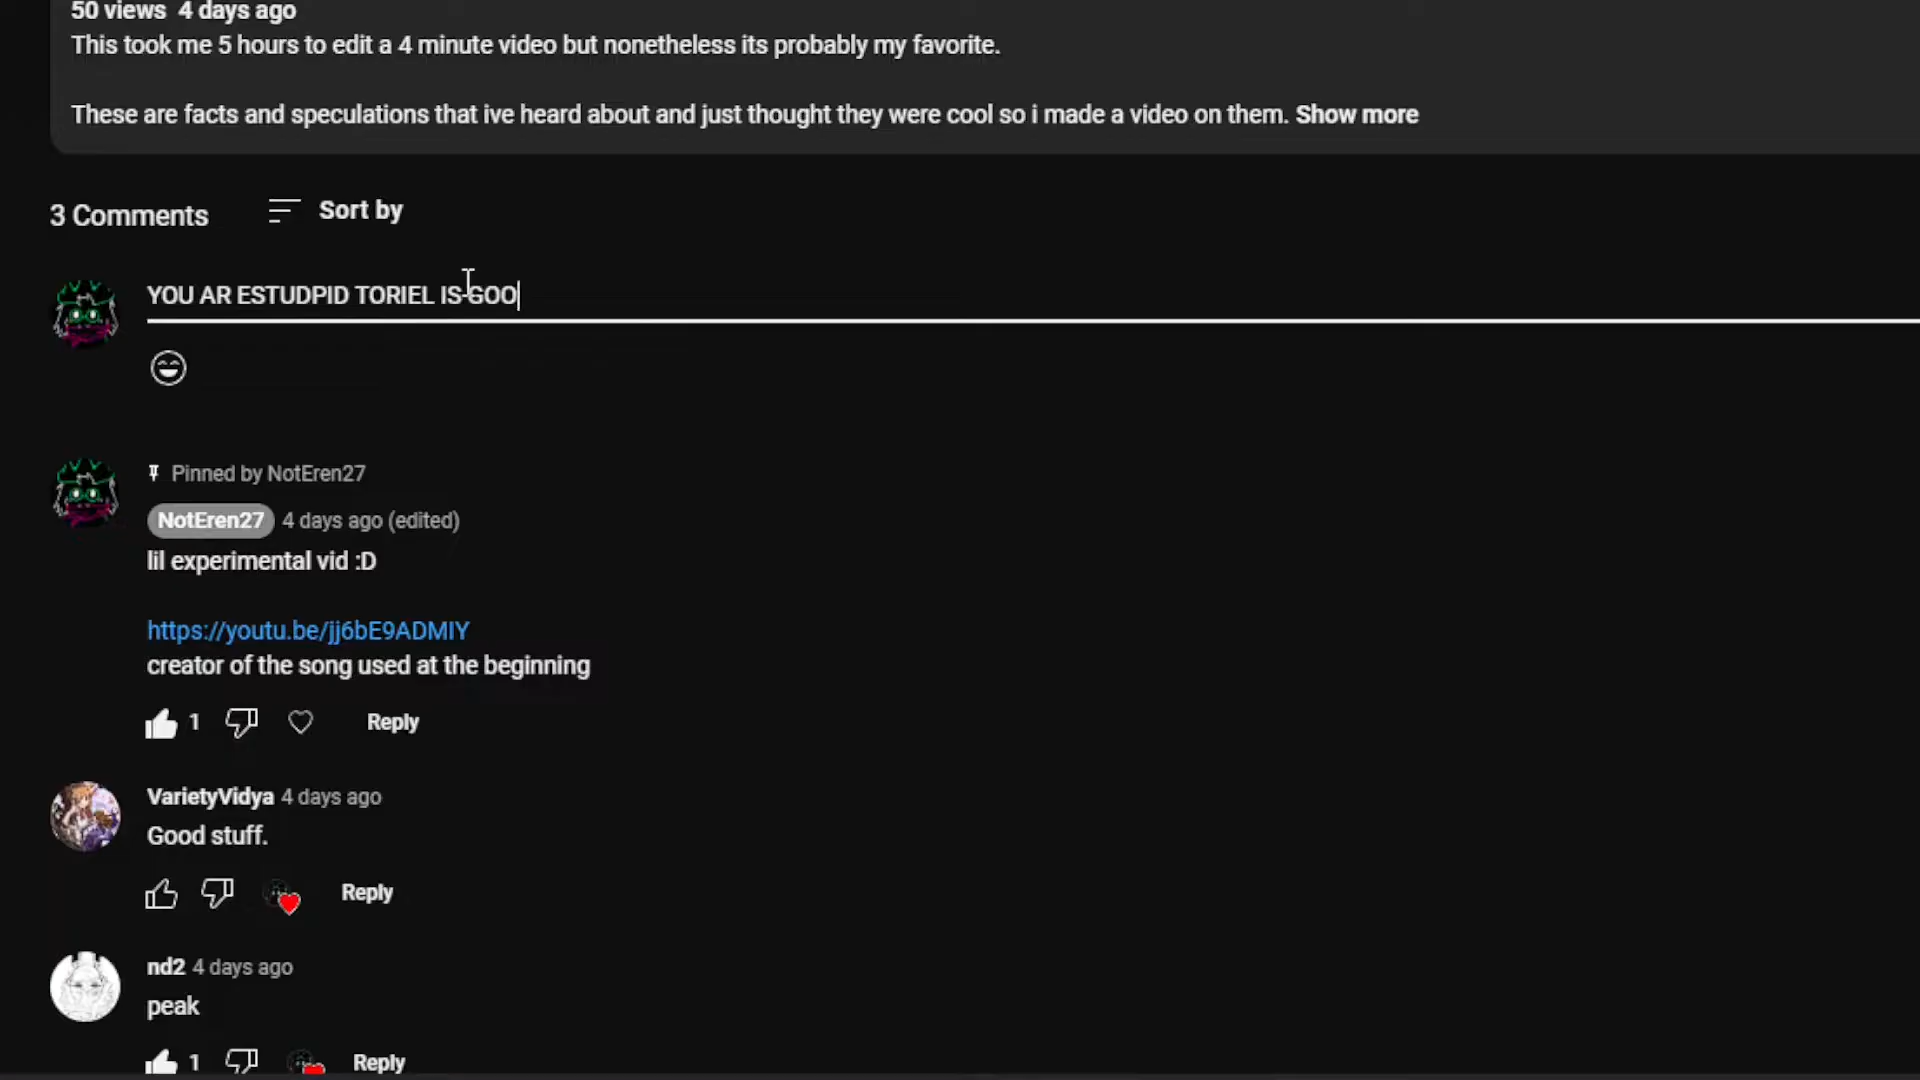 50 views 4 days ago
This took me 5 hours to edit a 4 minute video but nonetheless its probably my favorite.
These are facts and speculations that ive heard about and just thought they were cool so i made a video on them. Show more
3 Comments Sort by
YOU AR ESTUDPID TORIEL IS GOO
Pinned by NotEren27
NotEren27 4 days ago (edited)
lil experimental vid :D
https://youtu.be/jj6bE9ADMIY
creator of the song used at the beginning
1 Reply
VarietyVidya 4 days ago
Good stuff.
Reply
nd2 4 days ago
peak
1 Reply